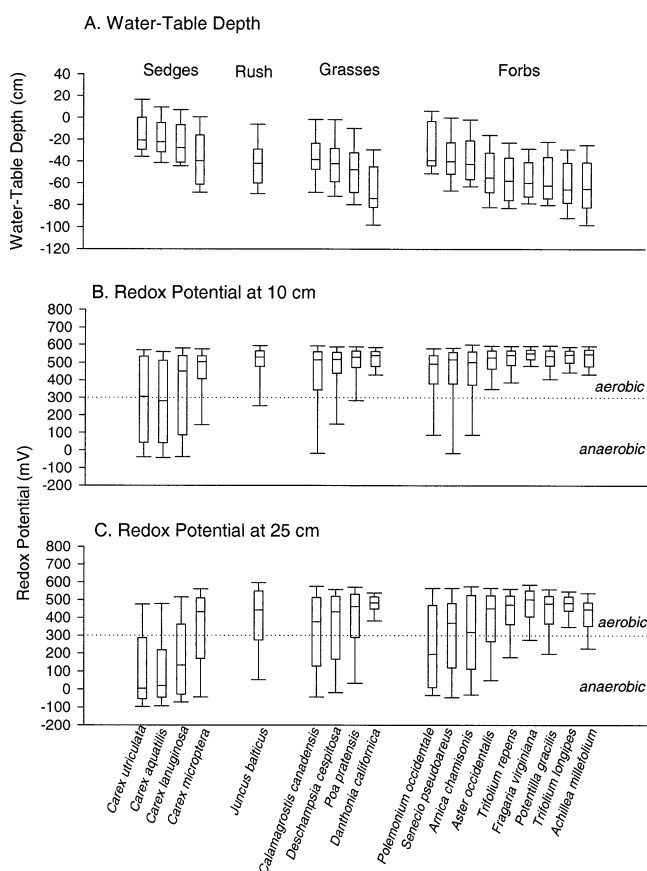 A. Water-Table Depth
Sedges Rush Grasses Forbs
Water-Table Depth (cm)
40
20
0
-20
-40
-60
-80
-100
-120
B. Redox Potential at 10 cm
800
700
600
500
400
300
200
100
0
-100
-200
aerobic
anaerobic
Redox Potential (mV)
C. Redox Potential at 25 cm
800
700
600
500
400
300
200
100
0
-100
-200
aerobic
anaerobic
Carex utriculata
Carex aquatilis
Carex lanuginosa
Carex microptera
Juncus balticus
Calamagrostis canadensis
Deschampsia cespitosa
Poa pratensis
Danthonia californica
Polemonium occidentale
Senecio pseudoareus
Arnica chamisonis
Aster occidentalis
Trifolium repens
Fragaria virginiana
Potentilla gracilis
Trifolium longipes
Achillea millefolium